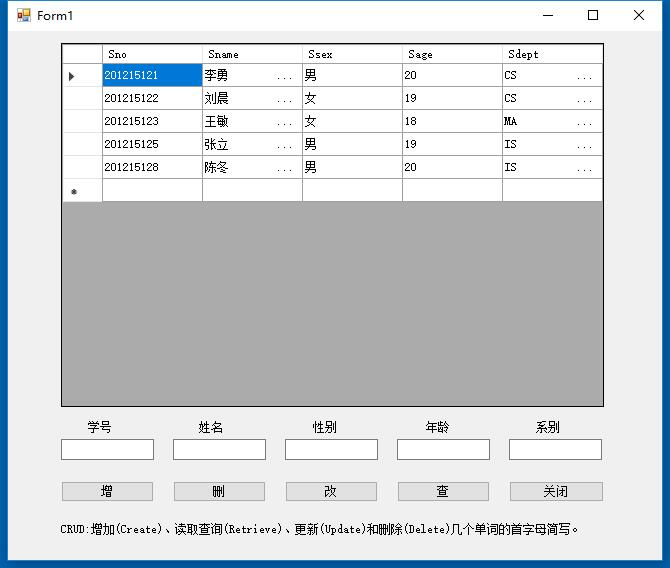 Form1
Sno Sname Ssex Sage Sdept
201215121 李勇 ... 男 20 CS ...
201215122 刘晨 ... 女 19 CS ...
201215123 王敏 ... 女 18 MA ...
201215125 张立 ... 男 19 IS ...
201215128 陈冬 ... 男 20 IS ...
学号 姓名 性别 年龄 系别
增 删 改 查 关闭
CRUD:增加(Create)、读取查询(Retrieve)、更新(Update)和删除(Delete)几个单词的首字母简写。